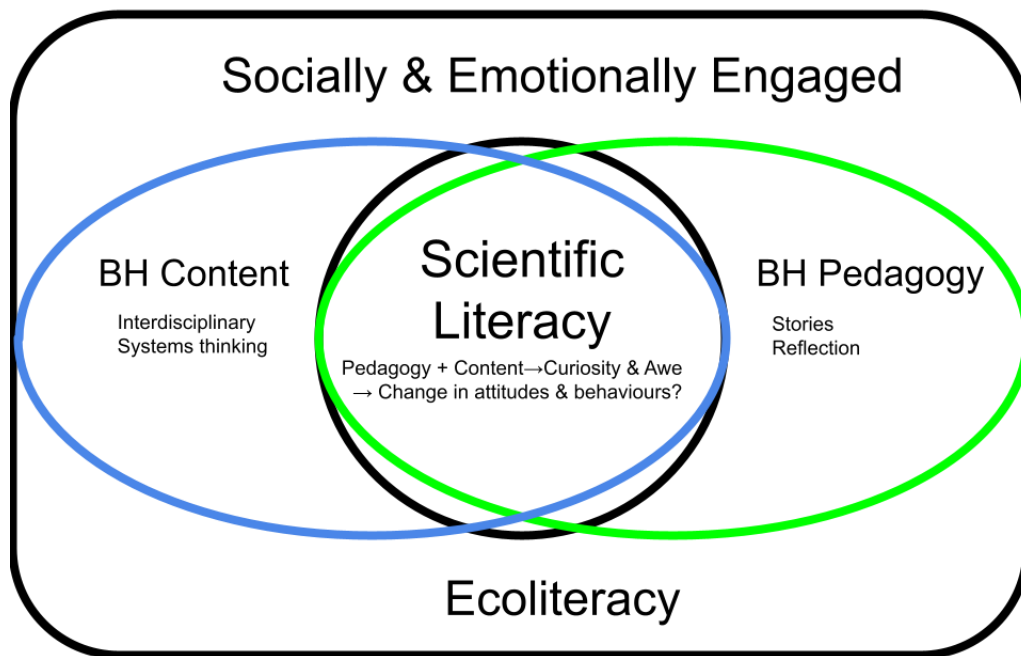 Socially & Emotionally Engaged
BH Content
Interdisciplinary
Systems thinking
Scientific
Literacy
Pedagogy + Content→Curiosity & Awe
→ Change in attitudes & behaviours?
BH Pedagogy
Stories
Reflection
Ecoliteracy